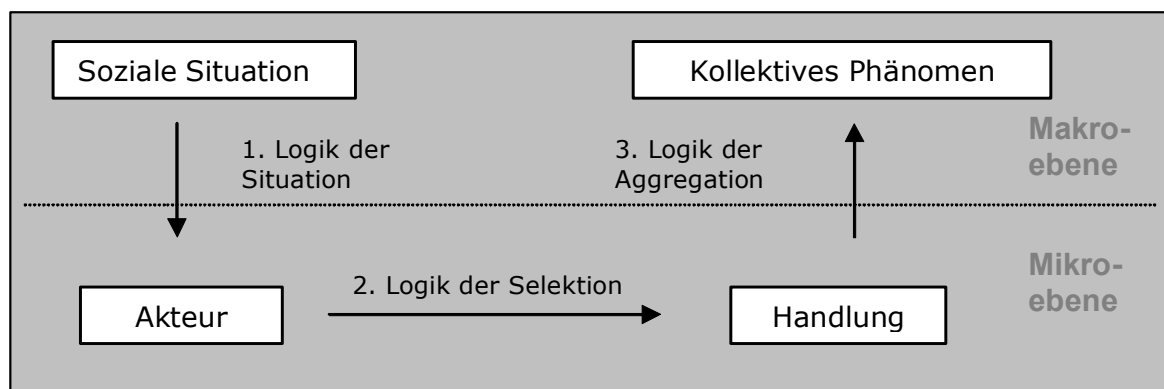 Soziale Situation
Kollektives Phänomen
1. Logik der
Situation
3. Logik der
Aggregation
Makro-
ebene
2. Logik der Selektion
Mikro-
ebene
Akteur
Handlung